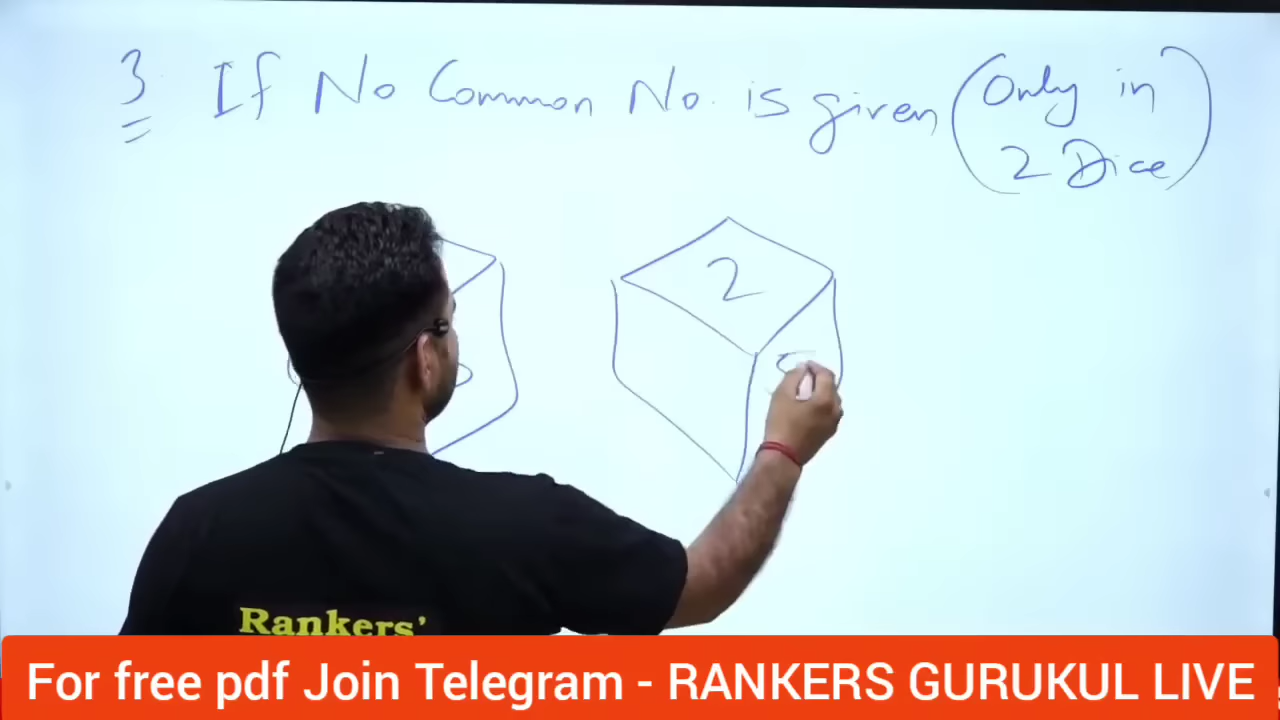 3 If No Common No. is given (Only in
2 Dice)
2
Rankers'
For free pdf Join Telegram - RANKERS GURUKUL LIVE